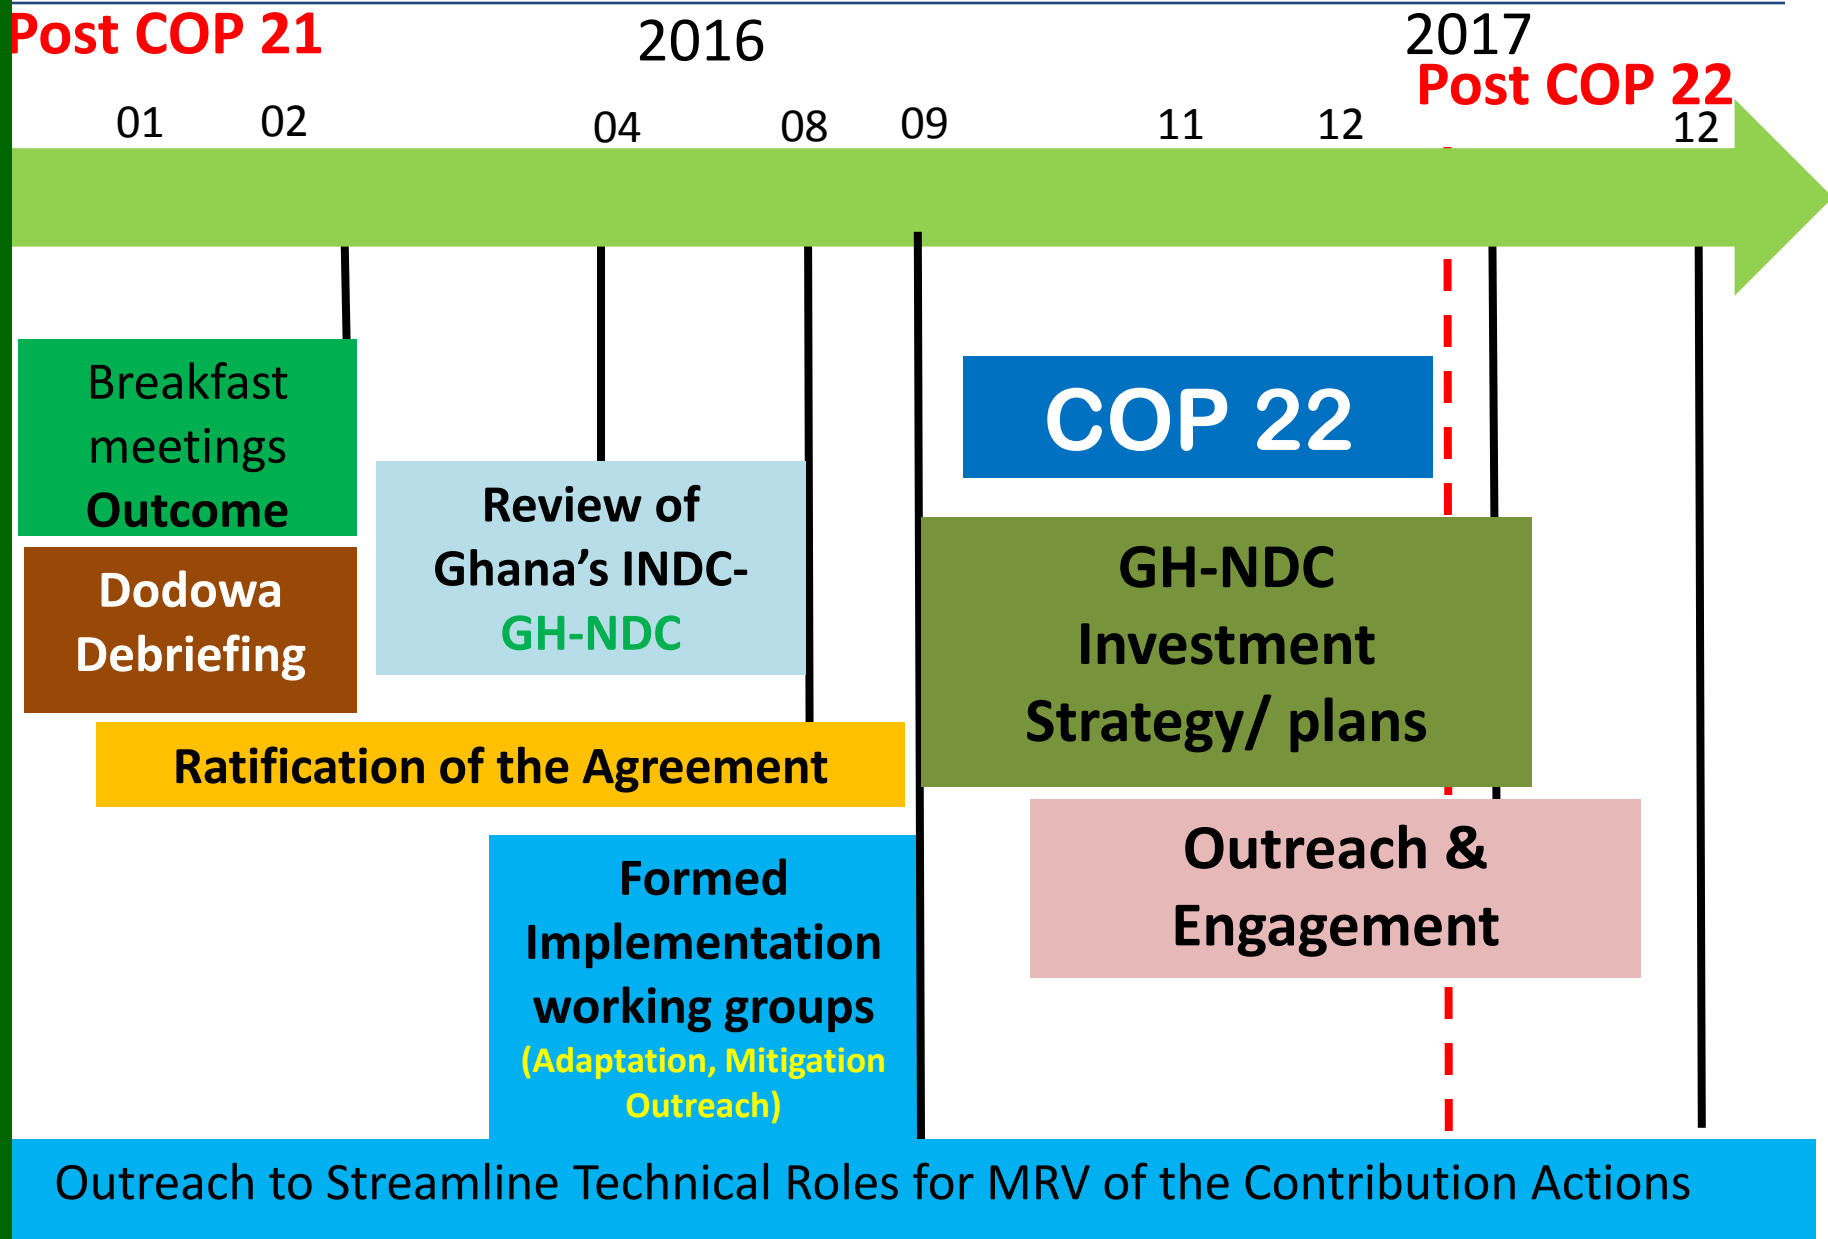 Post COP 21
2016
2017
Post COP 22
01
02
04
08
09
11
12
12
Breakfast
meetings
Outcome
Dodowa
Debriefing
Review of
Ghana’s INDC-
GH-NDC
Ratification of the Agreement
Formed
Implementation
working groups
(Adaptation, Mitigation
Outreach)
COP 22
GH-NDC
Investment
Strategy/ plans
Outreach &
Engagement
Outreach to Streamline Technical Roles for MRV of the Contribution Actions